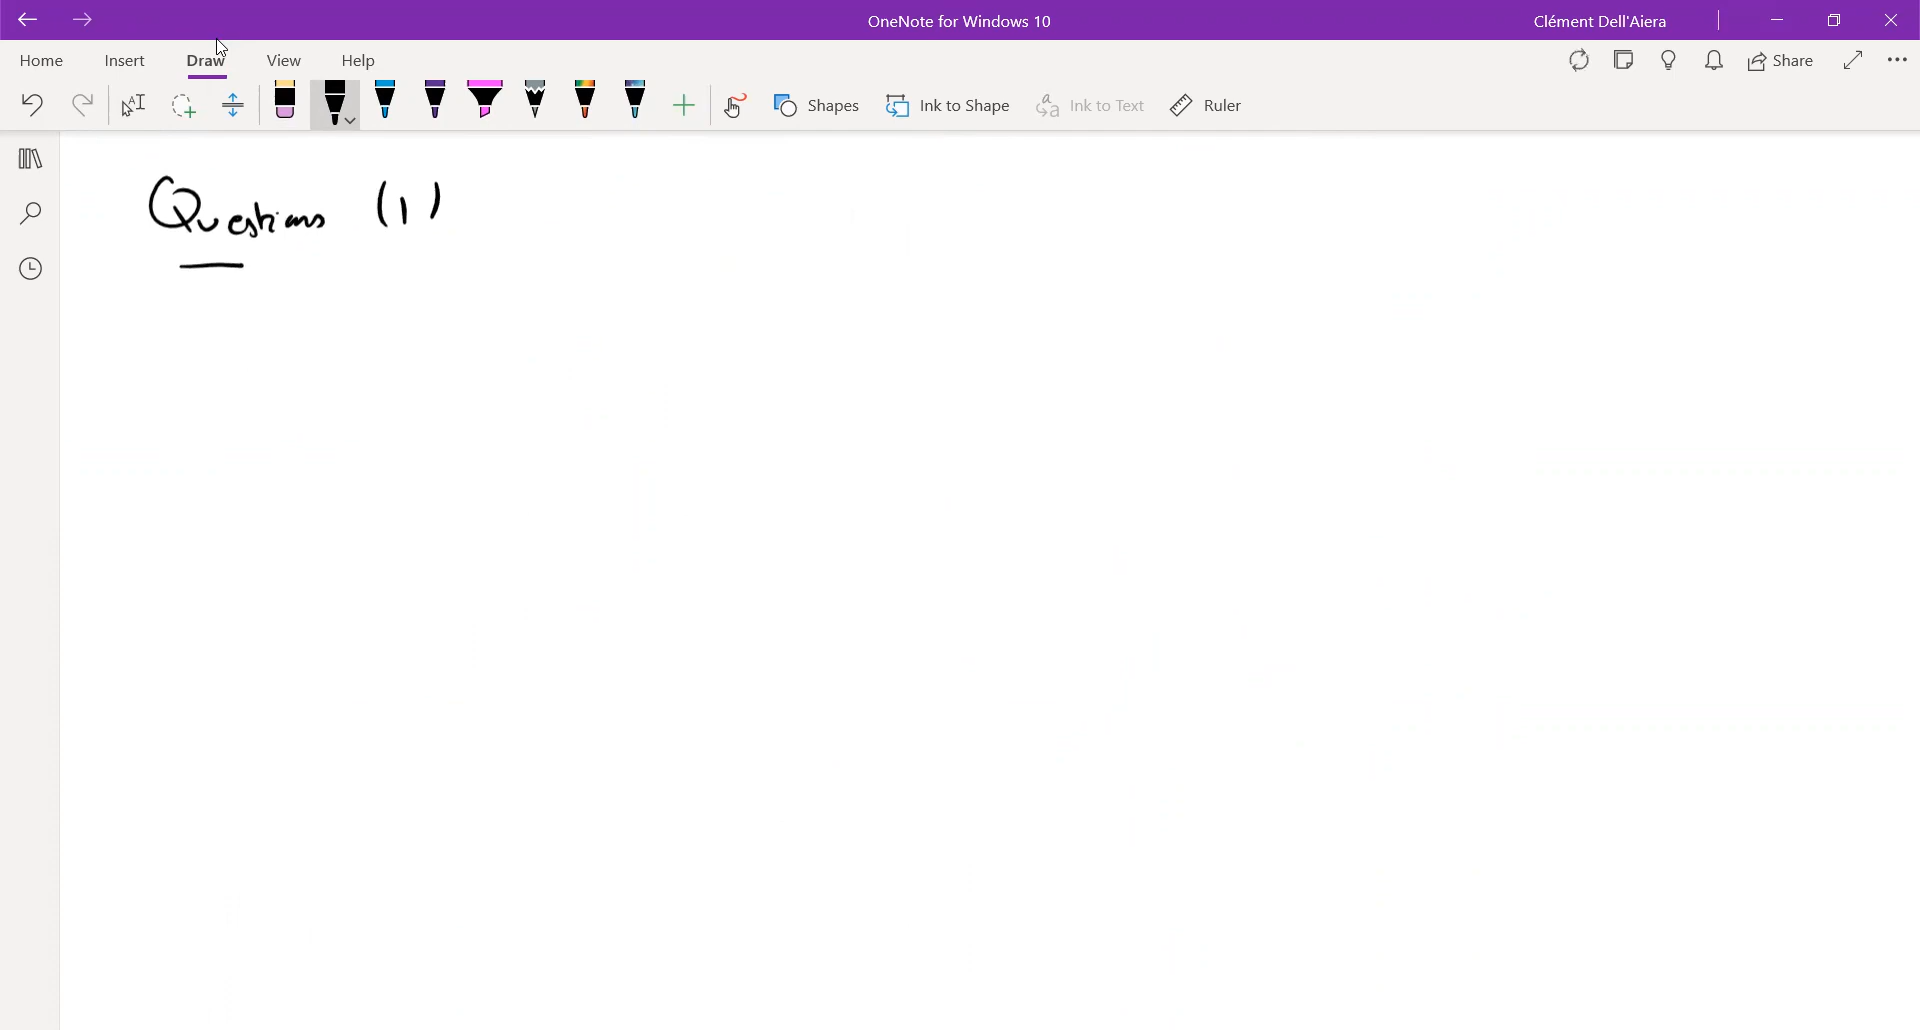 OneNote for Windows 10
Clément Dell'Aiera
Home Insert Draw View Help Share
Shapes Ink to Shape Ink to Text Ruler
Questions (1)